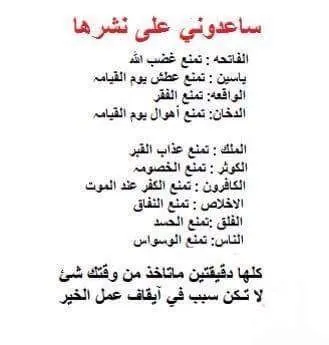 ساعدوني على نشرها
الفاتحه : تمنع غضب الله
ياسين : تمنع عطش يوم القيامه
الواقعه: تمنع الفقر
الدخان: تمنع أهوال يوم القيامه
الملك : تمنع عذاب القبر
الكوثر : تمنع الخصومه
الكافرون : تمنع الكفر عند الموت
الاخلاص : تمنع النفاق
الفلق :تمنع الحسد
الناس: تمنع الوسواس
كلها دقيقتين ماتاخذ من وقتك شئ
لا تكن سبب في آيقاف عمل الخير